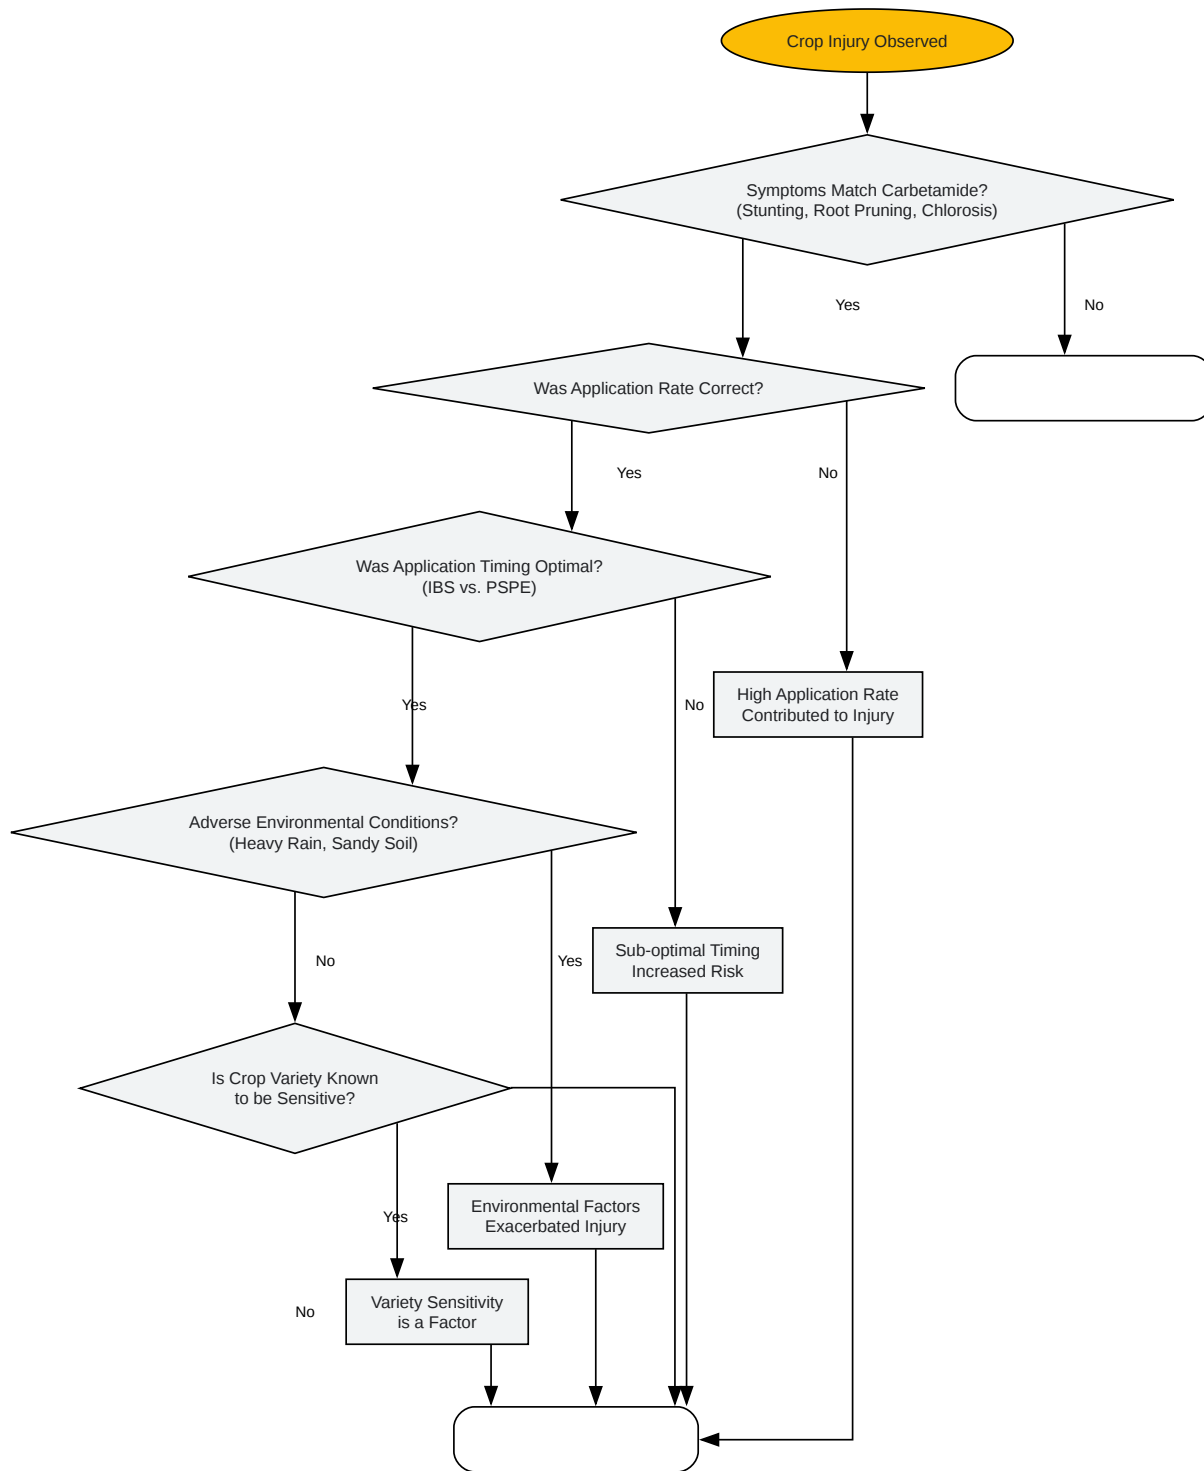 Crop Injury Observed
Symptoms Match Carbetamide?
(Stunting, Root Pruning, Chlorosis)
Yes
No
Was Application Rate Correct?
Yes
No
Was Application Timing Optimal?
(IBS vs. PSPE)
Yes
No
High Application Rate
Contributed to Injury
Adverse Environmental Conditions?
(Heavy Rain, Sandy Soil)
No
Yes
Sub-optimal Timing
Increased Risk
Is Crop Variety Known
to be Sensitive?
Yes
Environmental Factors
Exacerbated Injury
No
Variety Sensitivity
is a Factor